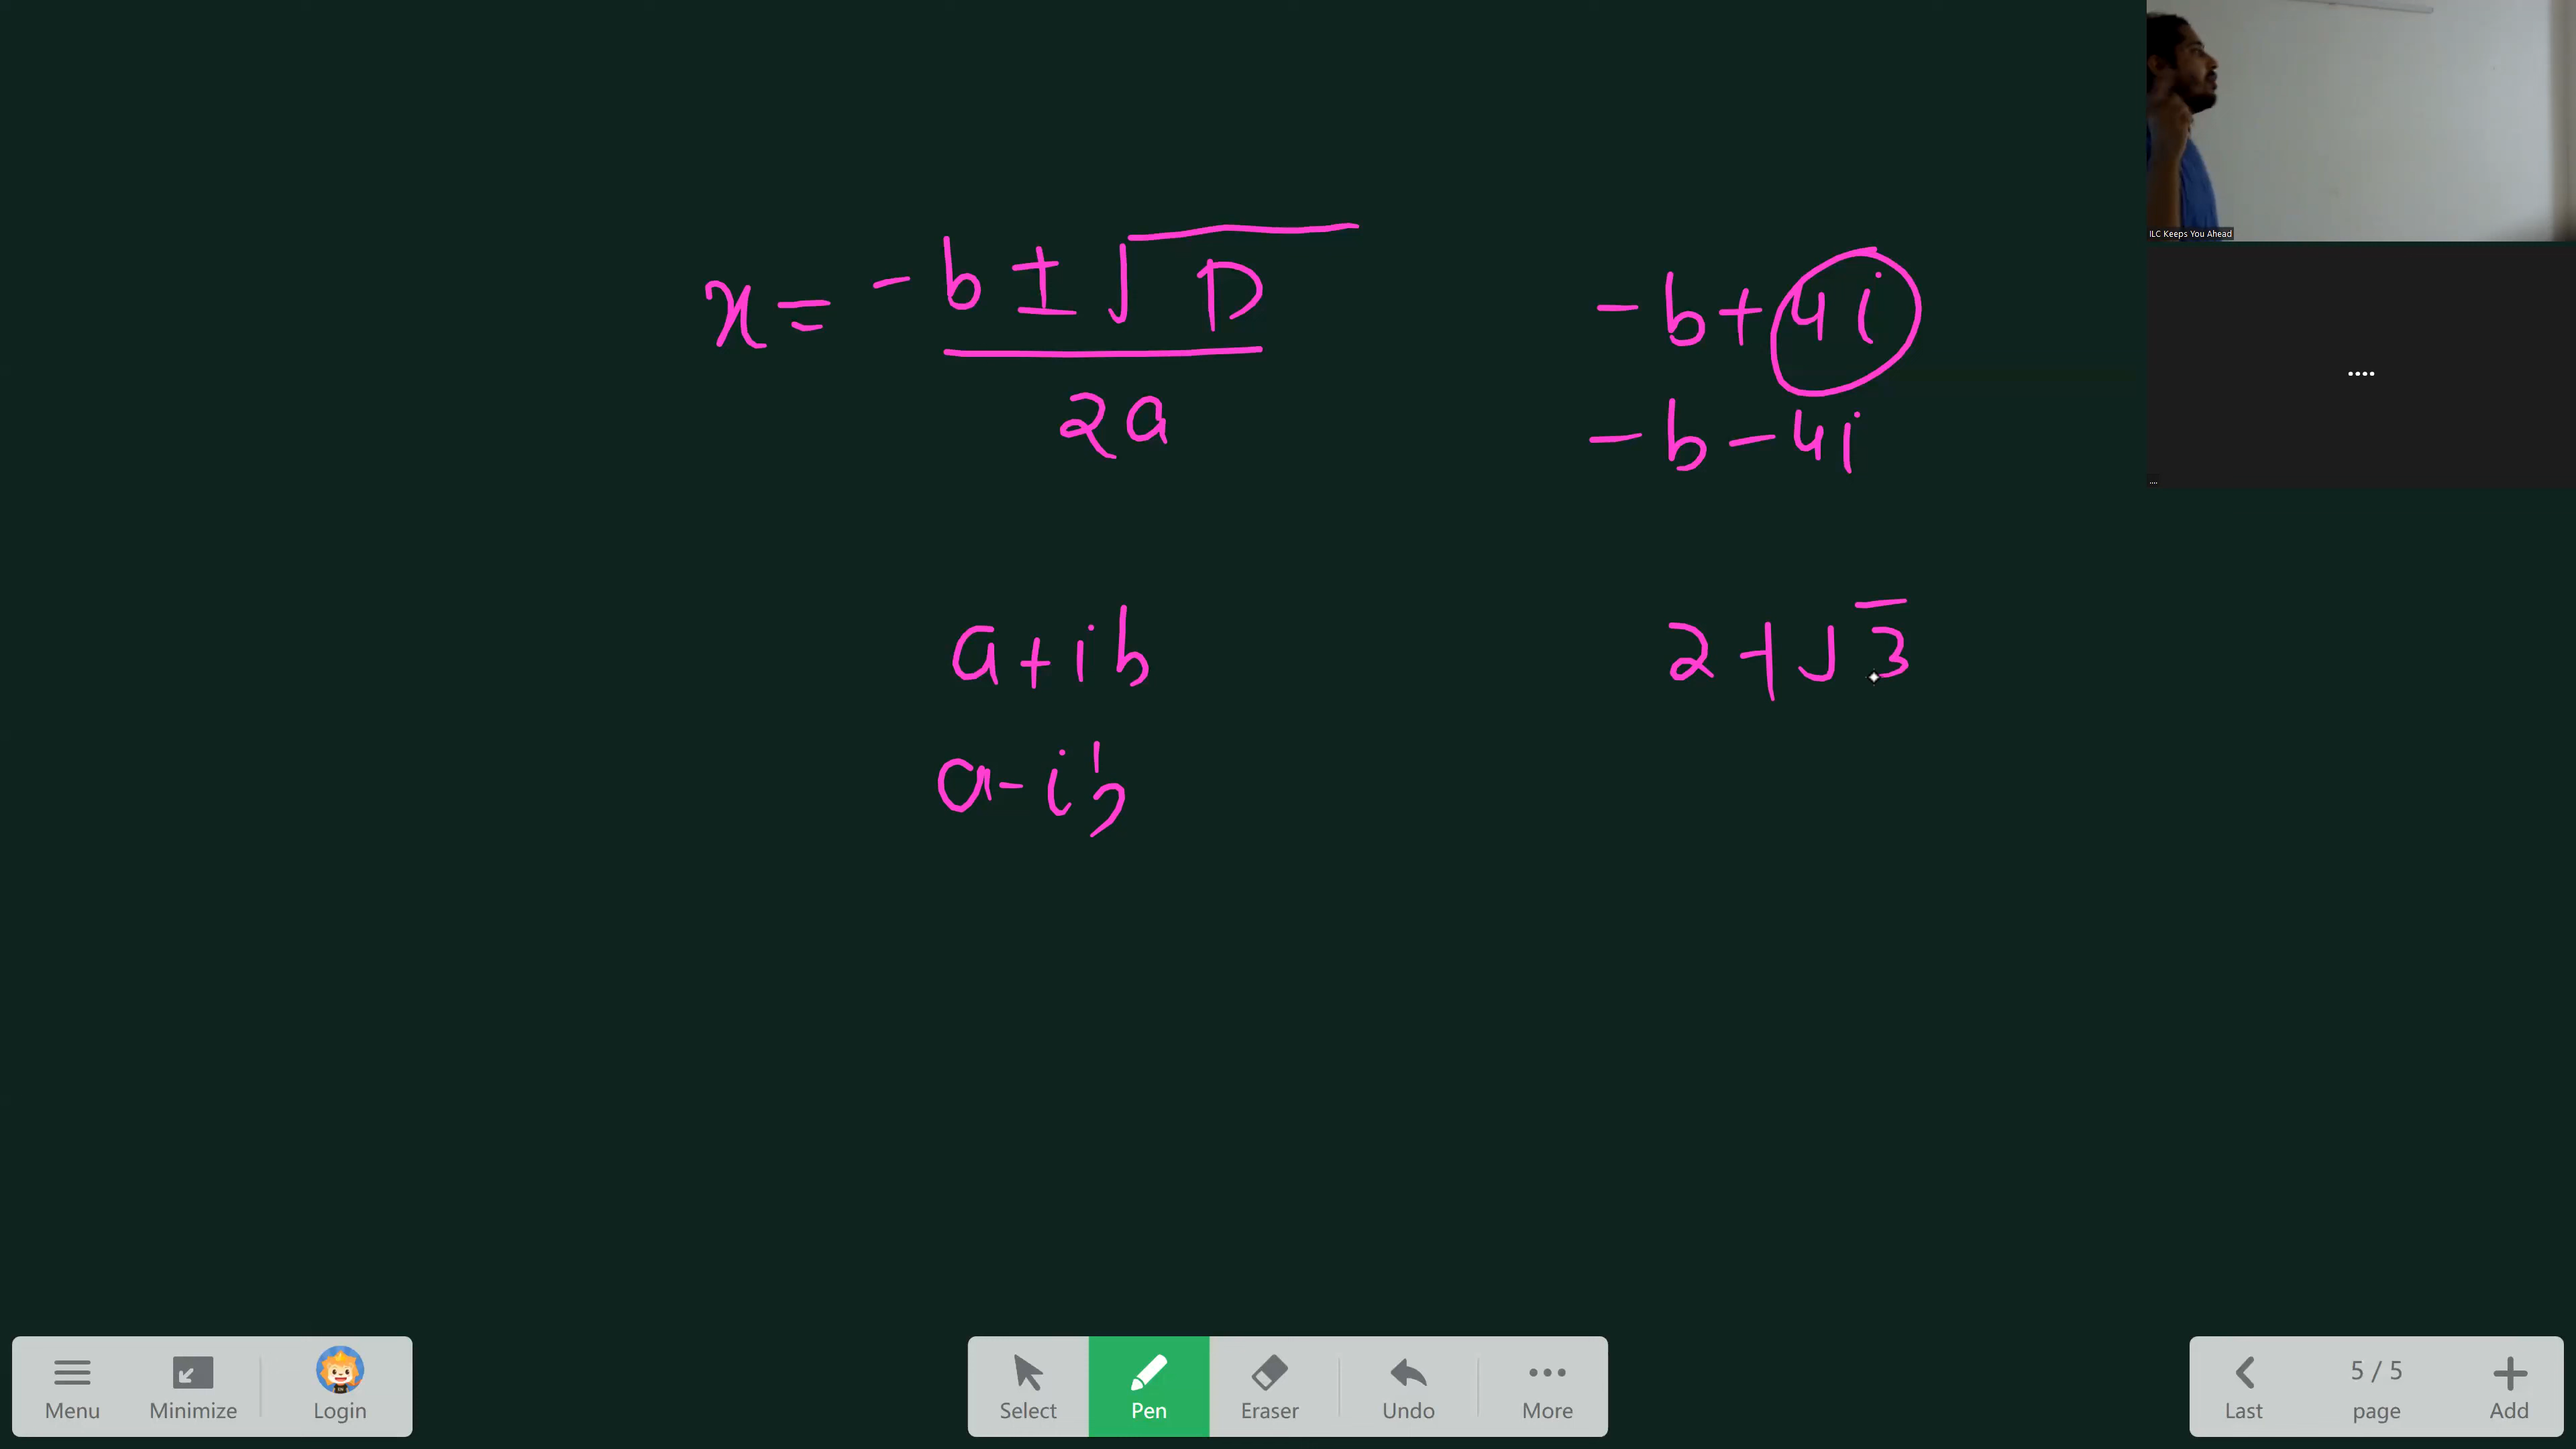 x = -b ± √D
2a
-b + 4i
-b - 4i
a + ib
a - ib
2 + √3
ILC Keeps You Ahead
....
....
Menu
Minimize
Login
Select
Pen
Eraser
Undo
More
Last
5 / 5
page
Add